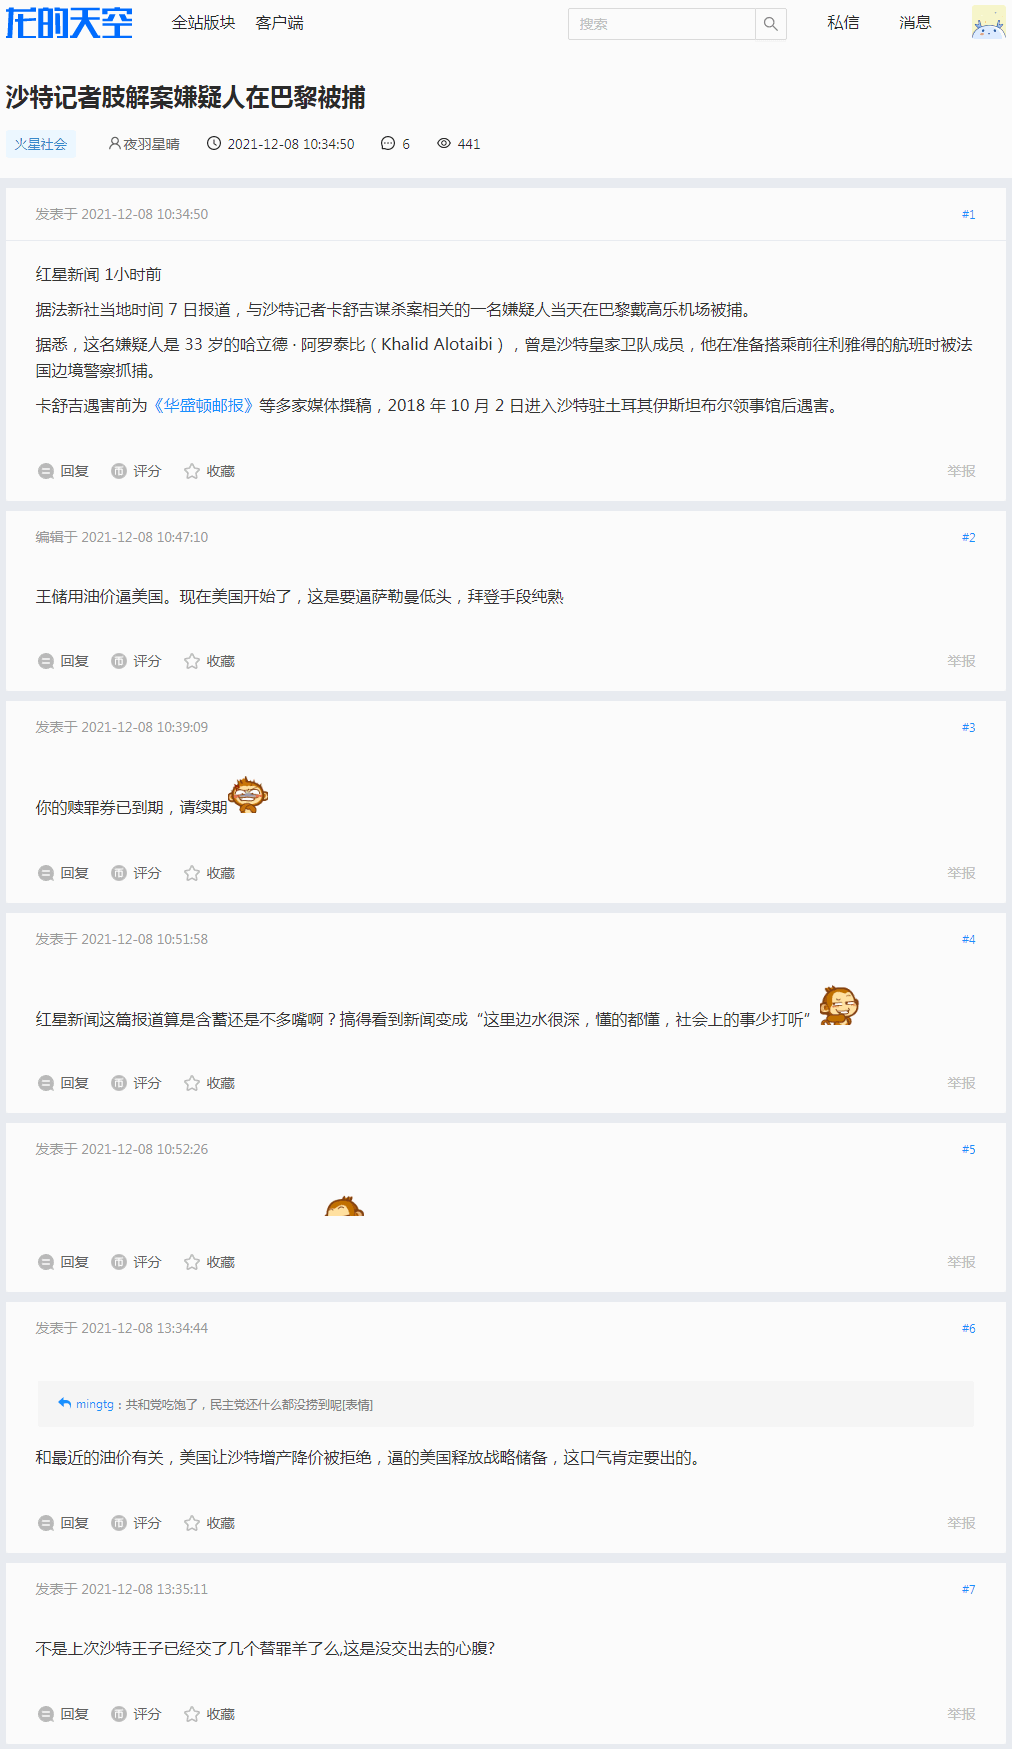 龙的天空 全站版块 客户端 搜索 私信 消息
沙特记者肢解案嫌疑人在巴黎被捕
火星社会 夜羽星晴 2021-12-08 10:34:50 6 441
发表于 2021-12-08 10:34:50 #1
红星新闻 1小时前
据法新社当地时间 7 日报道，与沙特记者卡舒吉谋杀案相关的一名嫌疑人当天在巴黎戴高乐机场被捕。
据悉，这名嫌疑人是 33 岁的哈立德 · 阿罗泰比（ Khalid Alotaibi ），曾是沙特皇家卫队成员，他在准备搭乘前往利雅得的航班时被法
国边境警察抓捕。
卡舒吉遇害前为《华盛顿邮报》等多家媒体撰稿，2018 年 10 月 2 日进入沙特驻土耳其伊斯坦布尔领事馆后遇害。
回复 评分 收藏 举报
编辑于 2021-12-08 10:47:10 #2
王储用油价逼美国。现在美国开始了，这是要逼萨勒曼低头，拜登手段纯熟
回复 评分 收藏 举报
发表于 2021-12-08 10:39:09 #3
你的赎罪券已到期，请续期
回复 评分 收藏 举报
发表于 2021-12-08 10:51:58 #4
红星新闻这篇报道算是含蓄还是不多嘴啊？搞得看到新闻变成“这里边水很深，懂的都懂，社会上的事少打听”
回复 评分 收藏 举报
发表于 2021-12-08 10:52:26 #5
回复 评分 收藏 举报
发表于 2021-12-08 13:34:44 #6
mingtg：共和党吃饱了，民主党还什么都没捞到呢[表情]
和最近的油价有关，美国让沙特增产降价被拒绝，逼的美国释放战略储备，这口气肯定要出的。
回复 评分 收藏 举报
发表于 2021-12-08 13:35:11 #7
不是上次沙特王子已经交了几个替罪羊了么,这是没交出去的心腹?
回复 评分 收藏 举报